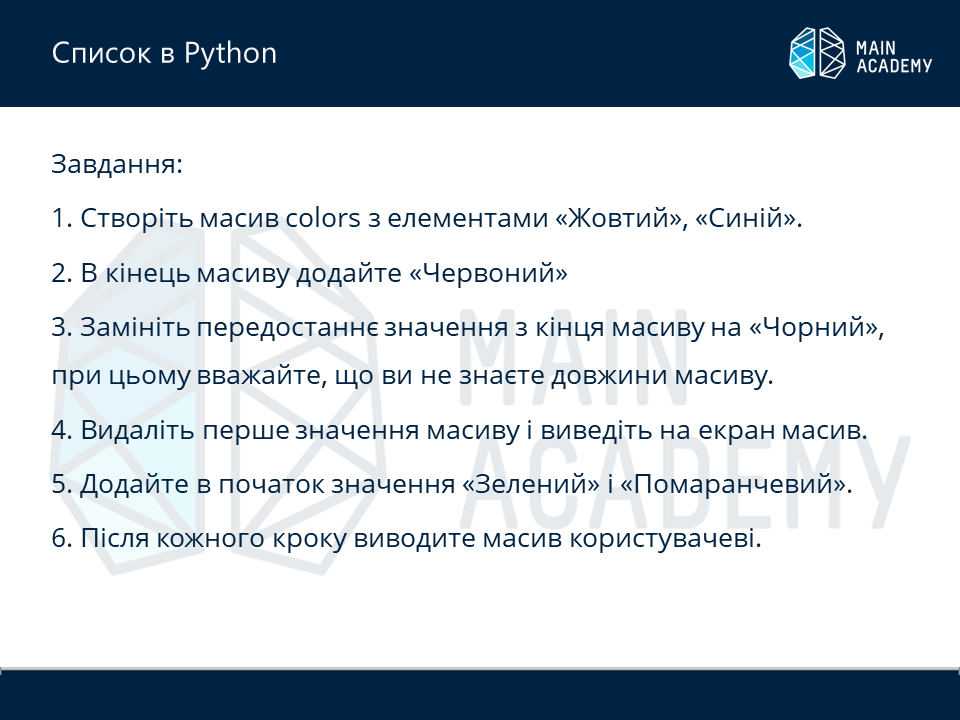 Список в Python
MAIN
ACADEMY
Завдання:
1. Створіть масив colors з елементами «Жовтий», «Синій».
2. В кінець масиву додайте «Червоний»
3. Замініть передостаннє значення з кінця масиву на «Чорний»,
при цьому вважайте, що ви не знаєте довжини масиву.
4. Видаліть перше значення масиву і виведіть на екран масив.
5. Додайте в початок значення «Зелений» і «Помаранчевий».
6. Після кожного кроку виводите масив користувачеві.
MAIN
ACADEMY